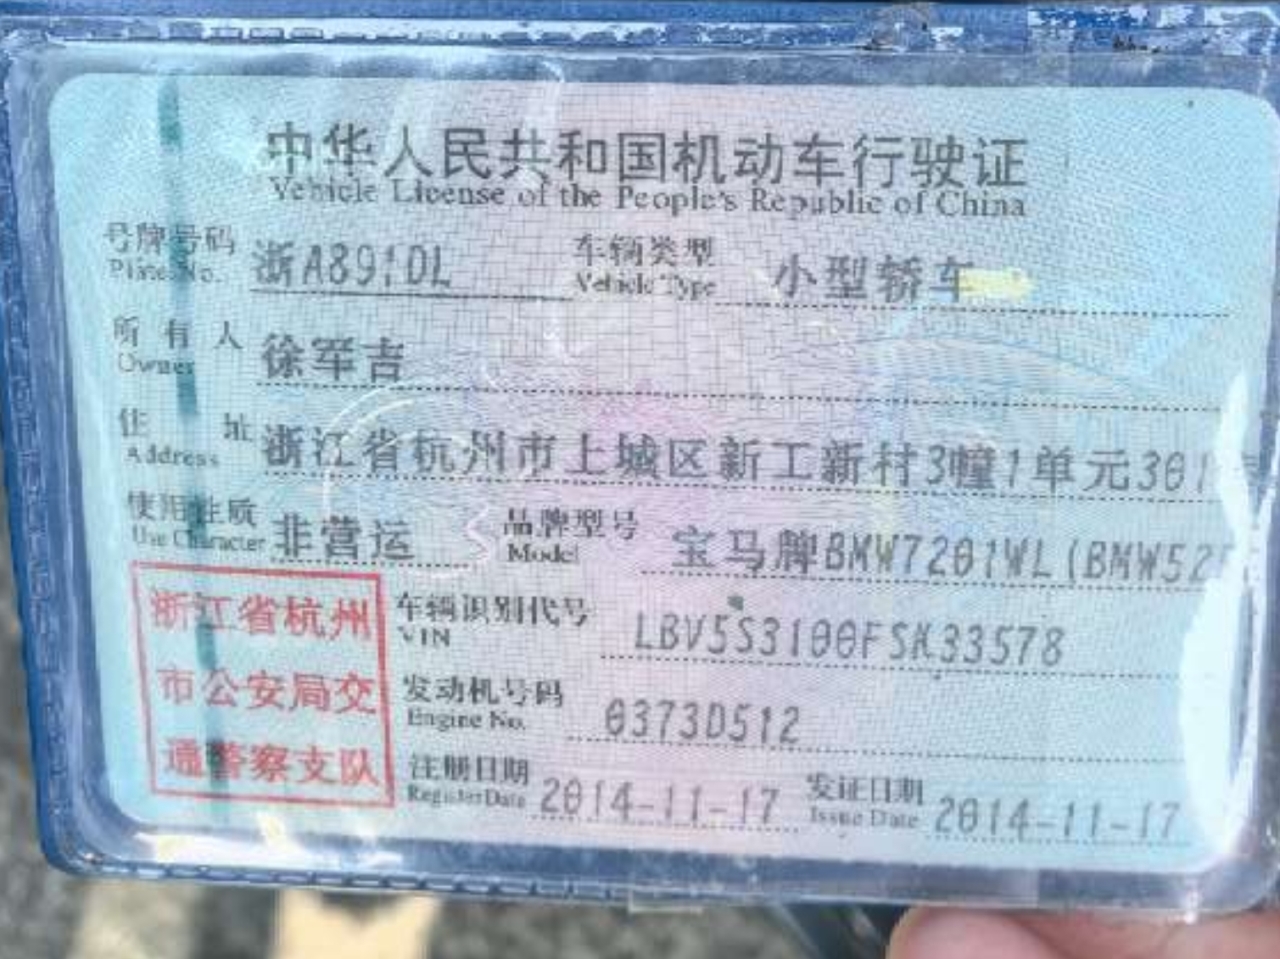 中华人民共和国机动车行驶证
Vehicle License of the People's Republic of China
号牌号码 浙A891DL 车辆类型 小型轿车
Plate No. Vehicle Type
所有人 徐军吉
Owner
住址 浙江省杭州市上城区新工新村3幢1单元301
Address
使用性质 非营运 品牌型号 宝马牌BMW7201WL(BMW52
Use Character Model
浙江省杭州
市公安局交
通警察支队
车辆识别代号 LBV5S3100FSK33578
VIN
发动机号码 0373D512
Engine No.
注册日期 2014-11-17 发证日期 2014-11-17
Register Date Issue Date